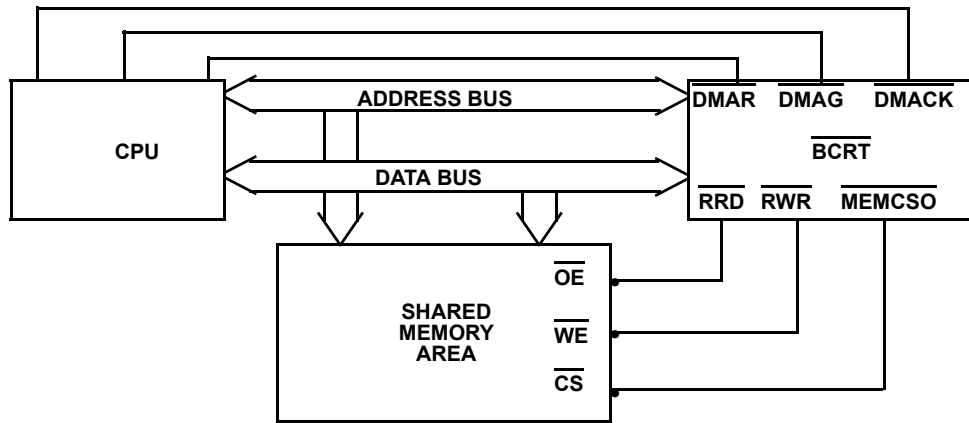 ADDRESS BUS
DMAR DMAG DMACK
CPU
BCRT
DATA BUS
RRD RWR MEMCSO
OE
SHARED
MEMORY
AREA
WE
CS